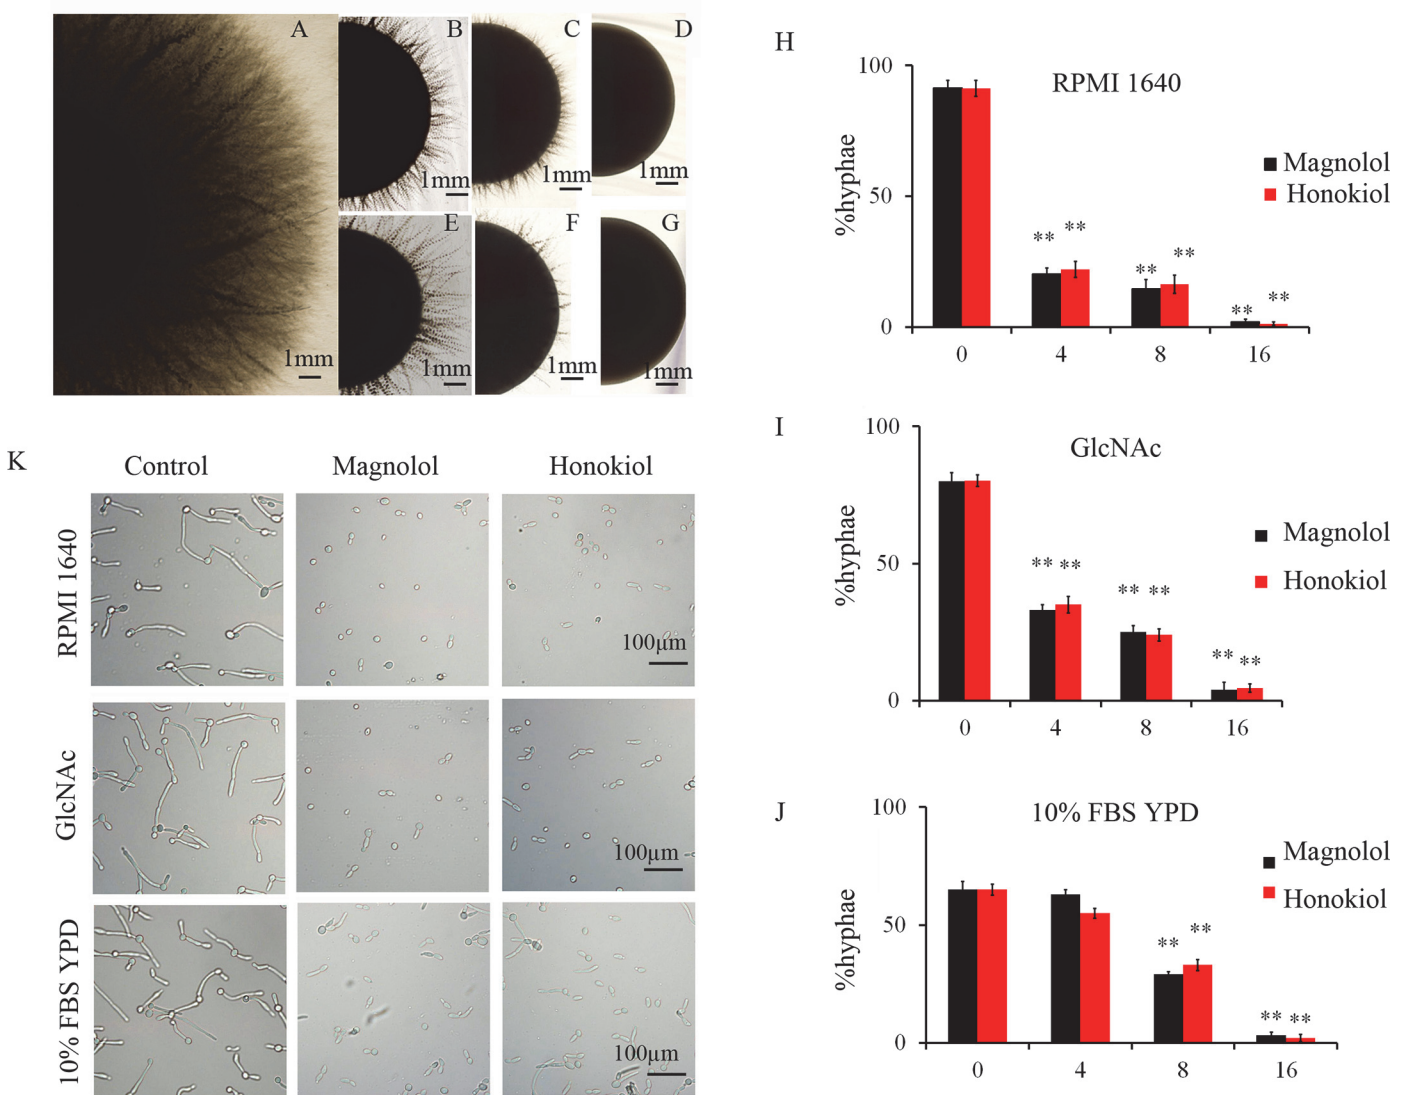 A
B
C
D
1mm
1mm
1mm
1mm
E
F
G
1mm
1mm
1mm
H
RPMI 1640
%hyphae
100
50
0
** ** ** ** ** **
0 4 8 16
Magnolol
Honokiol
I
GlcNAc
%hyphae
100
50
0
** ** ** ** ** **
0 4 8 16
Magnolol
Honokiol
J
10% FBS YPD
%hyphae
100
50
0
** ** ** **
0 4 8 16
Magnolol
Honokiol
K
Control Magnolol Honokiol
RPMI 1640
100μm
GlcNAc
100μm
10% FBS YPD
100μm